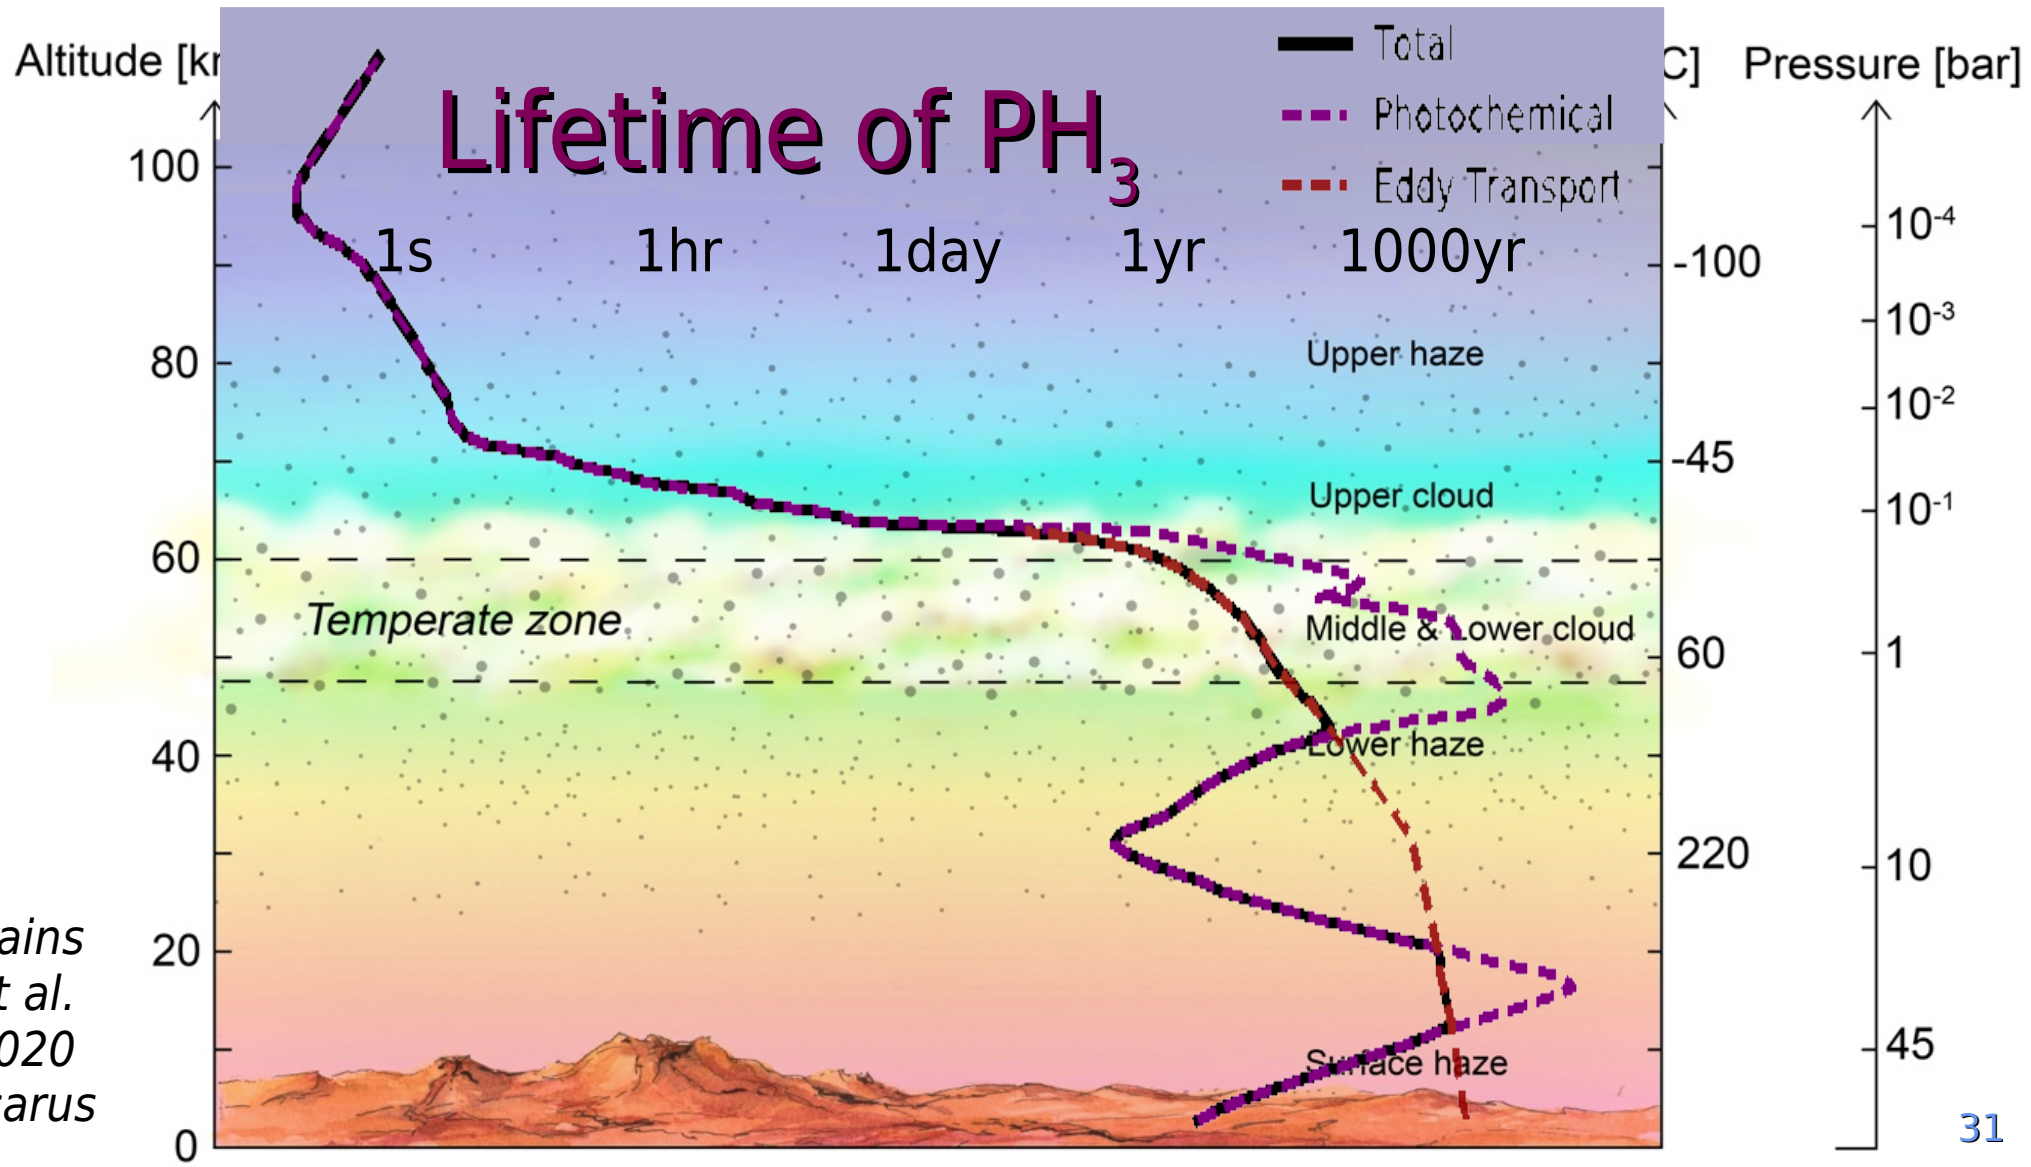 Altitude [k
C]
Pressure [bar]
Total
Photochemical
Eddy Transport
Lifetime of PH3
1s 1hr 1day 1yr 1000yr
100
80
60
40
20
0
-100
-45
60
220
10-4
10-3
10-2
10-1
1
10
45
Upper haze
Upper cloud
Temperate zone
Middle & Lower cloud
Lower haze
Surface haze
ains
t al.
020
arus
31